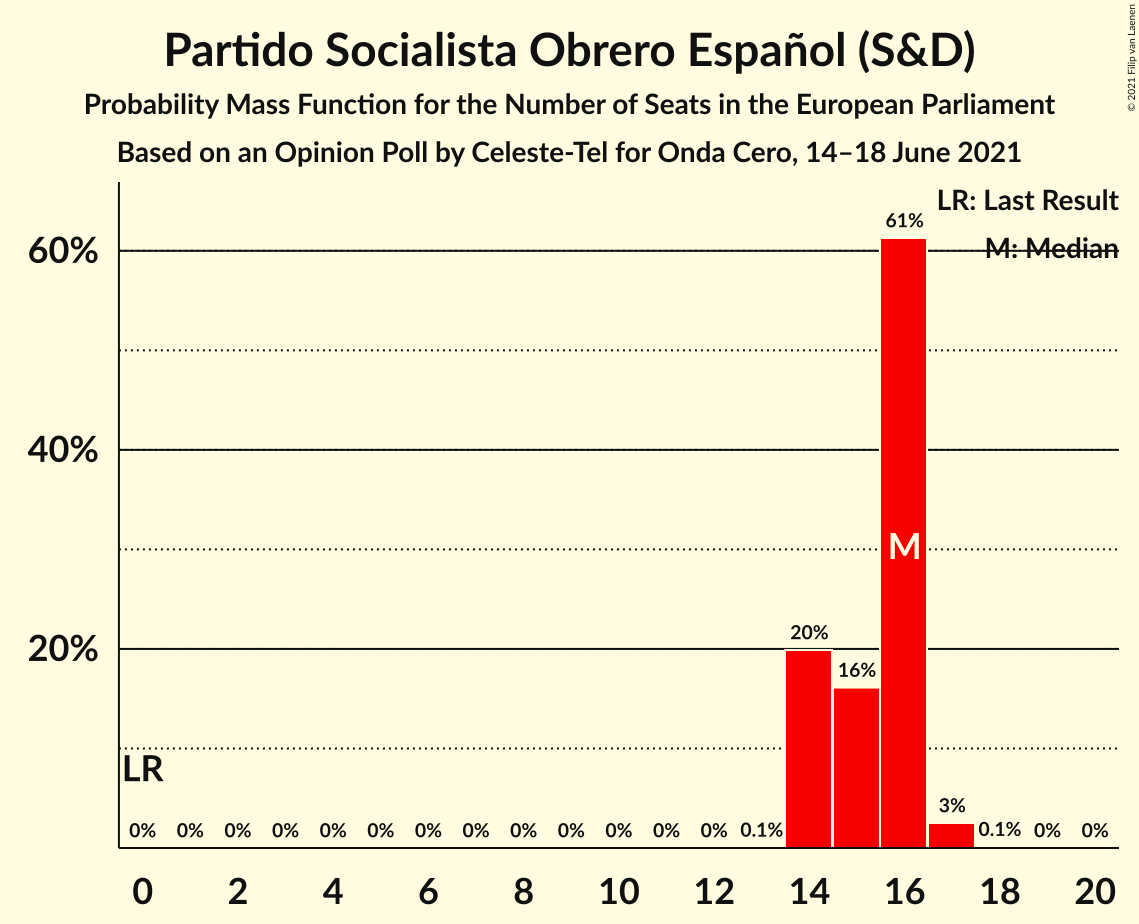 Partido Socialista Obrero Español (S&D)
Probability Mass Function for the Number of Seats in the European Parliament
Based on an Opinion Poll by Celeste-Tel for Onda Cero, 14–18 June 2021
© 2021 Filip van Laenen
LR: Last Result
M: Median
61%
60%
40%
M
20%
20%
16%
LR
3%
0% 0% 0% 0% 0% 0% 0% 0% 0% 0% 0% 0% 0% 0.1% 0.1% 0% 0%
0 2 4 6 8 10 12 14 16 18 20